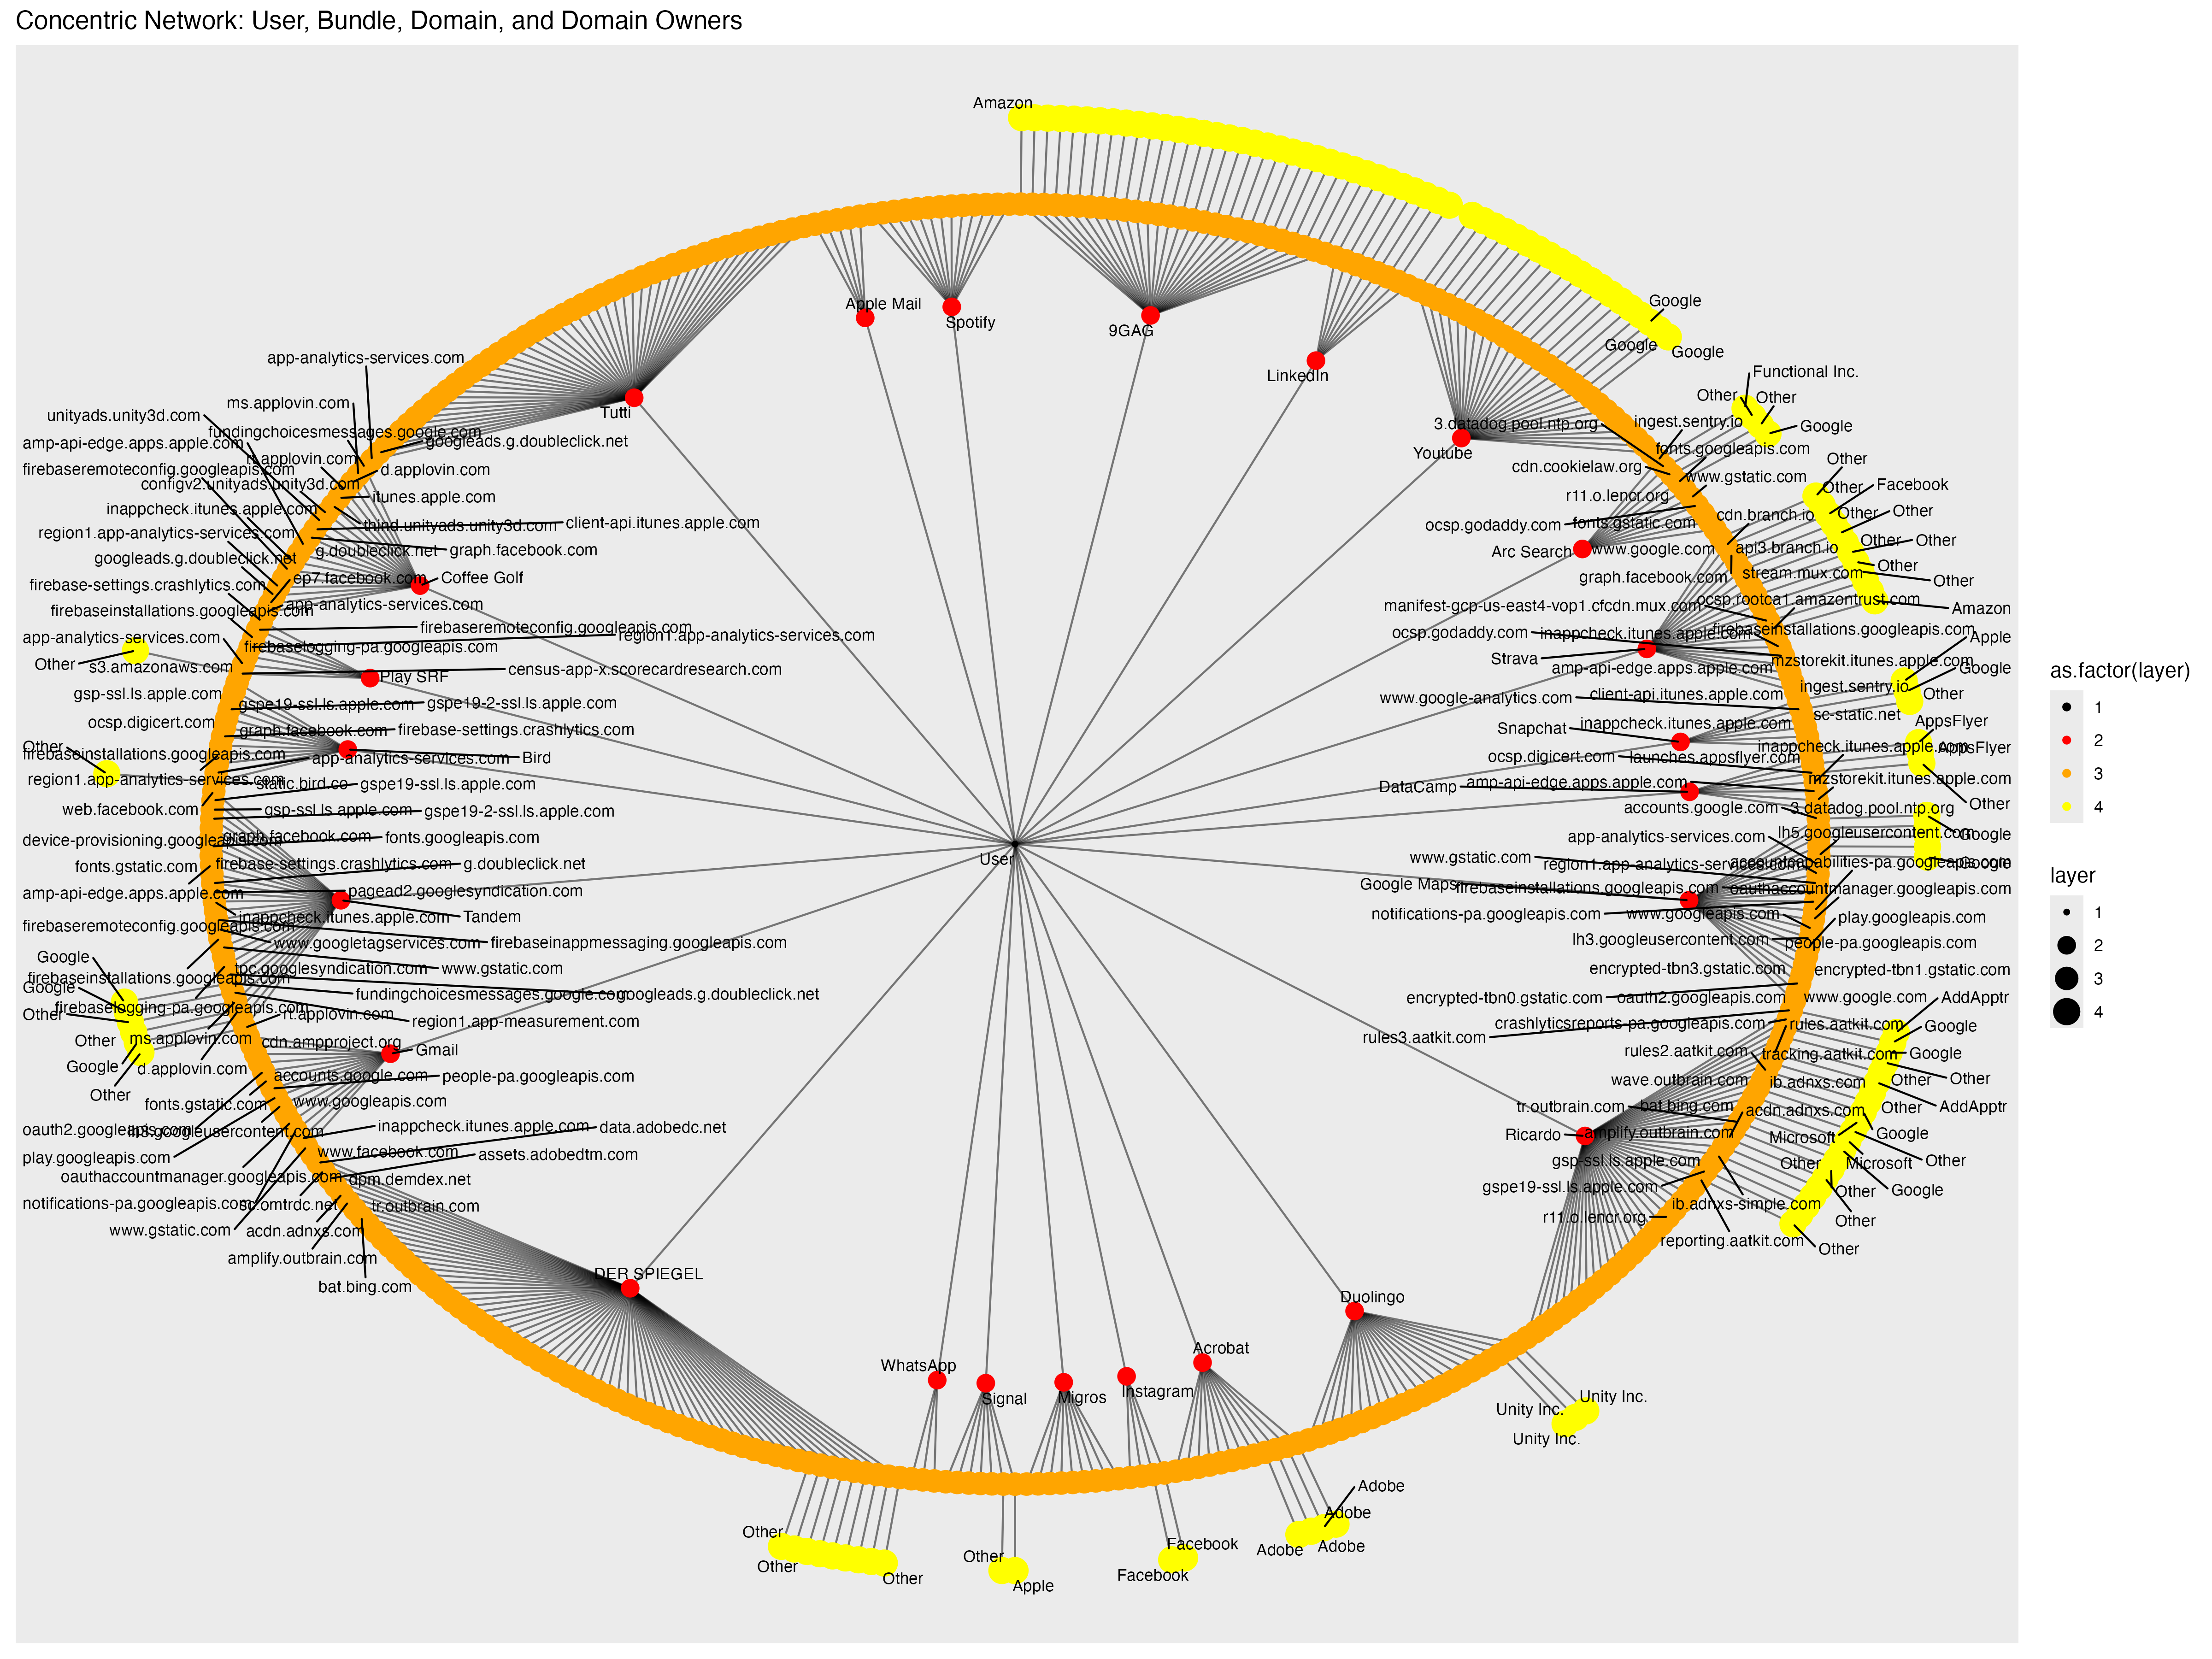 Concentric Network: User, Bundle, Domain, and Domain Owners
Amazon
Google
Google
Google
Functional Inc.
Other
Other
Google
Other
Other
Facebook
Other
Other
Other
Other
Other
Other
Amazon
Apple
Google
Other
AppsFlyer
AppsFlyer
Other
Google
Google
AddApptr
Google
Google
Other
Other
AddApptr
Other
Google
Microsoft
Other
Microsoft
Other
Google
Other
Other
Other
Unity Inc.
Unity Inc.
Unity Inc.
Adobe
Adobe
Adobe
Adobe
Facebook
Facebook
Other
Apple
Other
Other
Other
Other
Other
Google
Google
Other
Other
Google
Other
Apple Mail
Spotify
9GAG
LinkedIn
Youtube
Arc Search
Strava
Snapchat
DataCamp
Google Maps
Ricardo
Duolingo
Acrobat
Instagram
Migros
Signal
WhatsApp
DER SPIEGEL
Gmail
Tandem
Bird
Play SRF
Coffee Golf
Tutti
User
3.datadog.pool.ntp.org
ingest.sentry.io
fonts.googleapis.com
cdn.cookielaw.org
www.gstatic.com
r11.o.lencr.org
ocsp.godaddy.com
fonts.gstatic.com
cdn.branch.io
www.google.com
api3.branch.io
graph.facebook.com
stream.mux.com
manifest-gcp-us-east4-vop1.cfcdn.mux.com
ocsp.rootca1.amazontrust.com
ocsp.godaddy.com
inappcheck.itunes.apple.com
firebaseinstallations.googleapis.com
amp-api-edge.apps.apple.com
mzstorekit.itunes.apple.com
www.google-analytics.com
client-api.itunes.apple.com
ingest.sentry.io
sc-static.net
inappcheck.itunes.apple.com
inappcheck.itunes.apple.com
ocsp.digicert.com
launches.appsflyer.com
amp-api-edge.apps.apple.com
mzstorekit.itunes.apple.com
accounts.google.com
3.datadog.pool.ntp.org
app-analytics-services.com
lh5.googleusercontent.com
www.gstatic.com
region1.app-analytics-services.com
accountcapabilities-pa.googleapis.com
firebaseinstallations.googleapis.com
oauthaccountmanager.googleapis.com
notifications-pa.googleapis.com
www.googleapis.com
play.googleapis.com
lh3.googleusercontent.com
people-pa.googleapis.com
encrypted-tbn3.gstatic.com
encrypted-tbn1.gstatic.com
encrypted-tbn0.gstatic.com
oauth2.googleapis.com
www.google.com
crashlyticsreports-pa.googleapis.com
rules.aatkit.com
rules3.aatkit.com
rules2.aatkit.com
tracking.aatkit.com
wave.outbrain.com
ib.adnxs.com
tr.outbrain.com
bat.bing.com
acdn.adnxs.com
amplify.outbrain.com
gsp-ssl.ls.apple.com
gspe19-ssl.ls.apple.com
ib.adnxs-simple.com
r11.o.lencr.org
reporting.aatkit.com
app-analytics-services.com
ms.applovin.com
unityads.unity3d.com
fundingchoicesmessages.google.com
amp-api-edge.apps.apple.com
googleads.g.doubleclick.net
rt.applovin.com
firebaseremoteconfig.googleapis.com
d.applovin.com
configv2.unityads.unity3d.com
itunes.apple.com
inappcheck.itunes.apple.com
thind.unityads.unity3d.com
client-api.itunes.apple.com
region1.app-analytics-services.com
g.doubleclick.net
graph.facebook.com
googleads.g.doubleclick.net
ep7.facebook.com
firebase-settings.crashlytics.com
app-analytics-services.com
firebaseinstallations.googleapis.com
firebaseremoteconfig.googleapis.com
region1.app-analytics-services.com
app-analytics-services.com
firebaselogging-pa.googleapis.com
s3.amazonaws.com
census-app-x.scorecardresearch.com
gsp-ssl.ls.apple.com
gspe19-ssl.ls.apple.com
gspe19-2-ssl.ls.apple.com
ocsp.digicert.com
graph.facebook.com
firebase-settings.crashlytics.com
firebaseinstallations.googleapis.com
app-analytics-services.com
region1.app-analytics-services.com
static.bird.co
gspe19-ssl.ls.apple.com
web.facebook.com
gsp-ssl.ls.apple.com
gspe19-2-ssl.ls.apple.com
device-provisioning.googleapis.com
graph.facebook.com
fonts.googleapis.com
fonts.gstatic.com
firebase-settings.crashlytics.com
g.doubleclick.net
amp-api-edge.apps.apple.com
pagead2.googlesyndication.com
inappcheck.itunes.apple.com
firebaseremoteconfig.googleapis.com
www.googletagservices.com
firebaseinappmessaging.googleapis.com
tpc.googlesyndication.com
www.gstatic.com
firebaseinstallations.googleapis.com
fundingchoicesmessages.google.com
googleads.g.doubleclick.net
firebaselogging-pa.googleapis.com
rt.applovin.com
region1.app-measurement.com
ms.applovin.com
cdn.ampproject.org
d.applovin.com
accounts.google.com
people-pa.googleapis.com
fonts.gstatic.com
www.googleapis.com
oauth2.googleapis.com
lh3.googleusercontent.com
inappcheck.itunes.apple.com
data.adobedc.net
play.googleapis.com
www.facebook.com
assets.adobedtm.com
oauthaccountmanager.googleapis.com
dpm.demdex.net
notifications-pa.googleapis.com
sc.omtrdc.net
tr.outbrain.com
www.gstatic.com
acdn.adnxs.com
amplify.outbrain.com
bat.bing.com
as.factor(layer)
1
2
3
4
layer
1
2
3
4